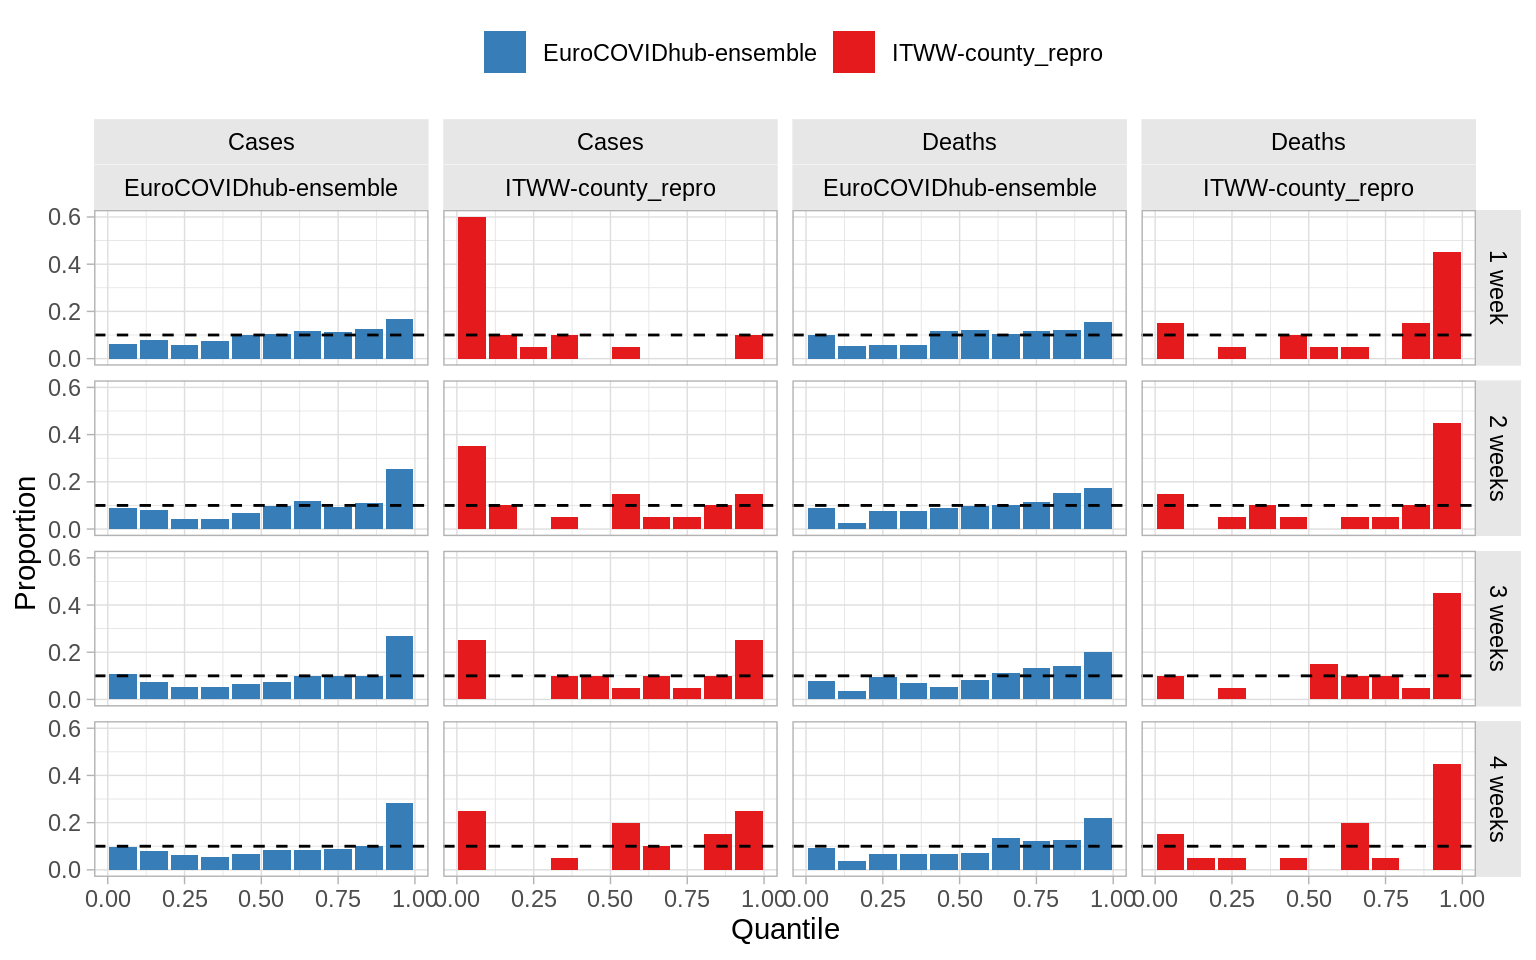 EuroCOVIDhub-ensemble ITWW-county_repro
Cases Cases Deaths Deaths
EuroCOVIDhub-ensemble ITWW-county_repro EuroCOVIDhub-ensemble ITWW-county_repro
0.6
0.4
0.2
0.0
1 week
0.6
0.4
0.2
0.0
2 weeks
Proportion
0.6
0.4
0.2
0.0
3 weeks
0.6
0.4
0.2
0.0
4 weeks
0.00 0.25 0.50 0.75 1.00 0.00 0.25 0.50 0.75 1.00 0.00 0.25 0.50 0.75 1.00 0.00 0.25 0.50 0.75 1.00
Quantile